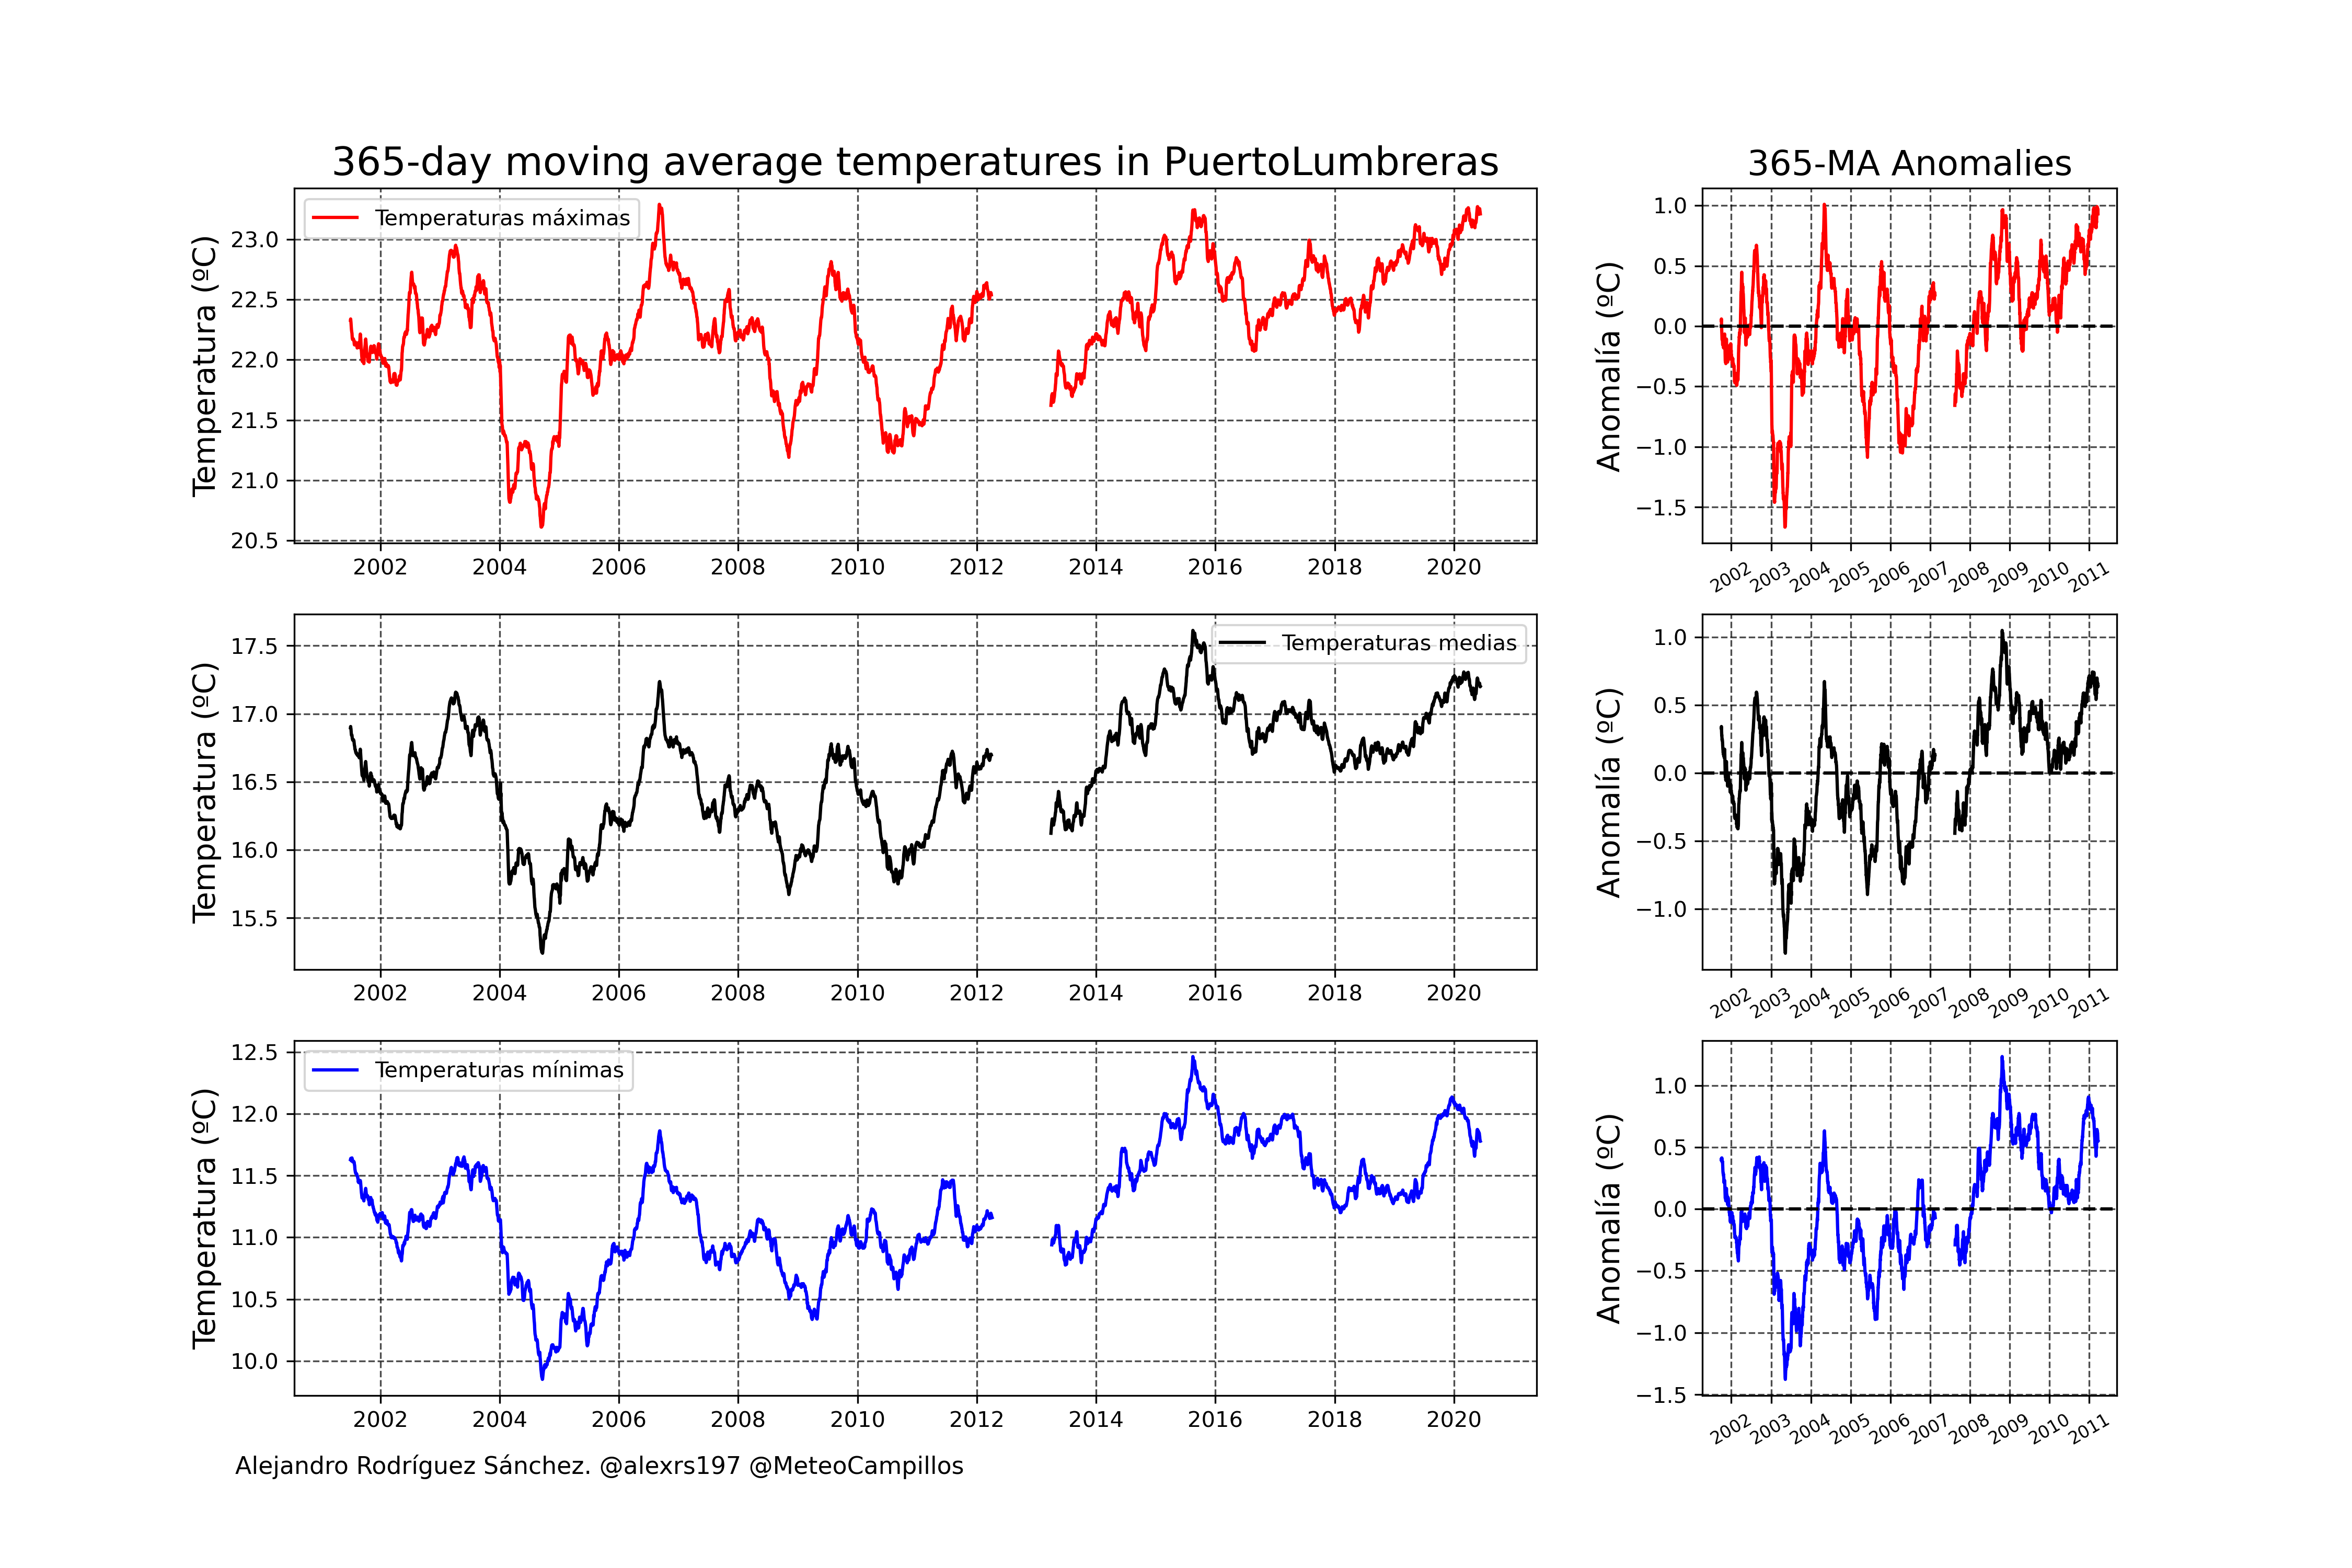 365-day moving average temperatures in PuertoLumbreras
Temperatura (ºC)
23.0
22.5
22.0
21.5
21.0
20.5
Temperaturas máximas
2002 2004 2006 2008 2010 2012 2014 2016 2018 2020
365-MA Anomalies
Anomalía (ºC)
1.0
0.5
0.0
−0.5
−1.0
−1.5
2002 2003 2004 2005 2006 2007 2008 2009 2010 2011
Temperatura (ºC)
17.5
17.0
16.5
16.0
15.5
Temperaturas medias
2002 2004 2006 2008 2010 2012 2014 2016 2018 2020
Anomalía (ºC)
1.0
0.5
0.0
−0.5
−1.0
2002 2003 2004 2005 2006 2007 2008 2009 2010 2011
Temperatura (ºC)
12.5
12.0
11.5
11.0
10.5
10.0
Temperaturas mínimas
2002 2004 2006 2008 2010 2012 2014 2016 2018 2020
Anomalía (ºC)
1.0
0.5
0.0
−0.5
−1.0
−1.5
2002 2003 2004 2005 2006 2007 2008 2009 2010 2011
Alejandro Rodríguez Sánchez. @alexrs197 @MeteoCampillos